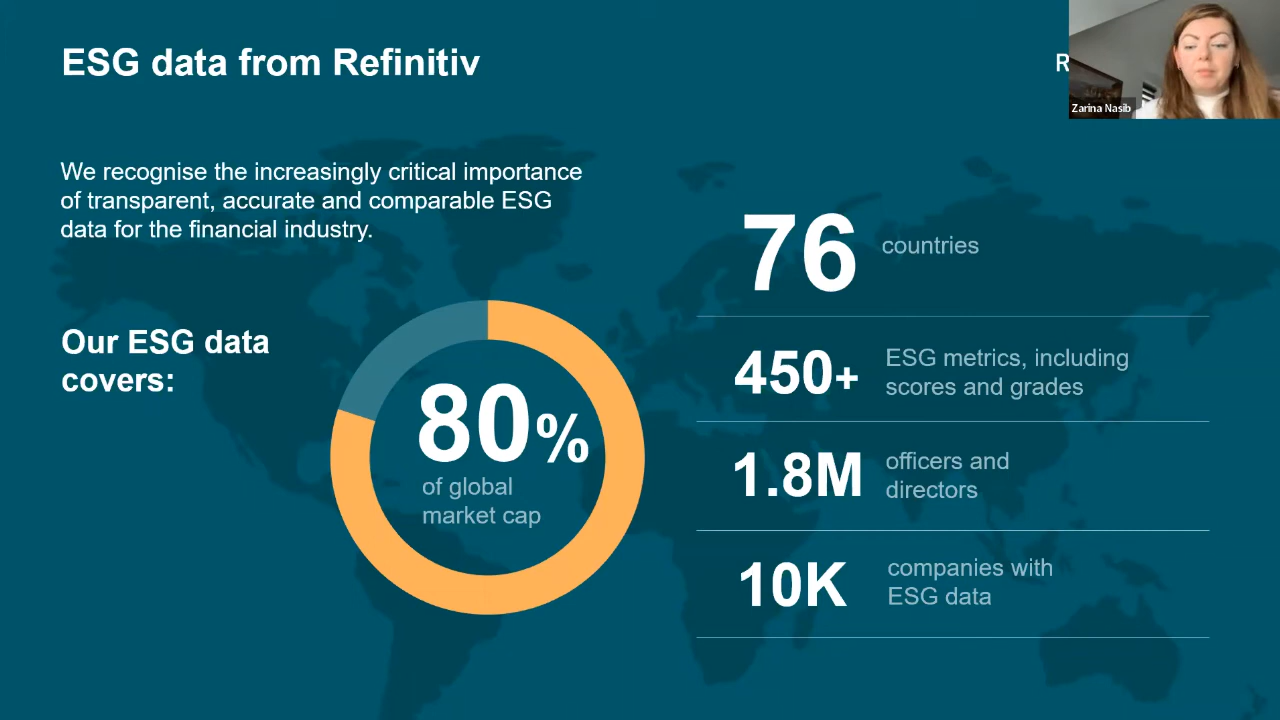 ESG data from Refinitiv
R
Zarina Nasib
We recognise the increasingly critical importance
of transparent, accurate and comparable ESG
data for the financial industry.
Our ESG data
covers:
80%
of global
market cap
76 countries
450+ ESG metrics, including
scores and grades
1.8M officers and
directors
10K companies with
ESG data